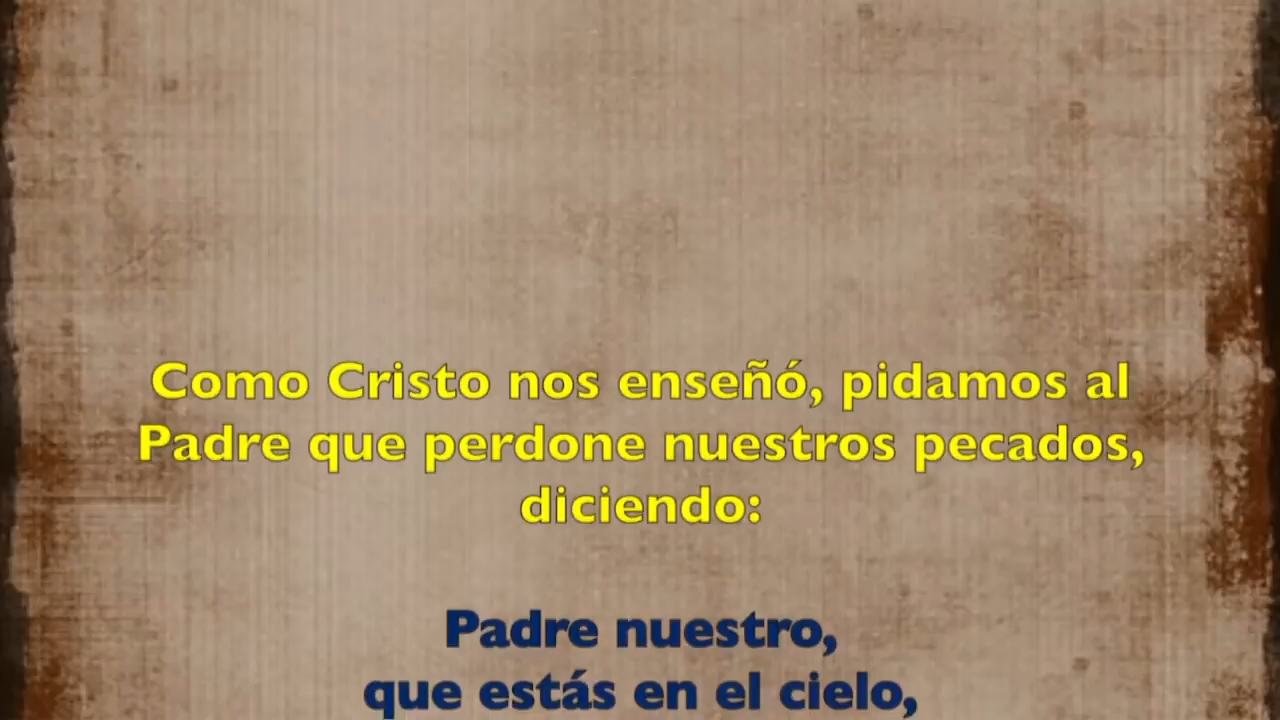 Como Cristo nos enseñó, pidamos al
Padre que perdone nuestros pecados,
diciendo:
Padre nuestro,
que estás en el cielo,